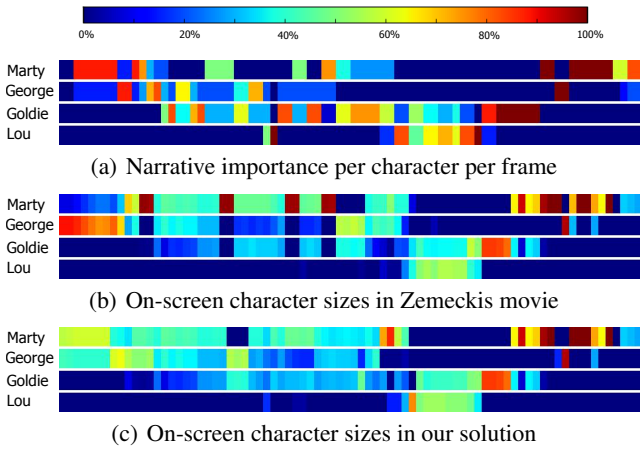 0% 20% 40% 60% 80% 100%
Marty
George
Goldie
Lou
(a) Narrative importance per character per frame
Marty
George
Goldie
Lou
(b) On-screen character sizes in Zemeckis movie
Marty
George
Goldie
Lou
(c) On-screen character sizes in our solution